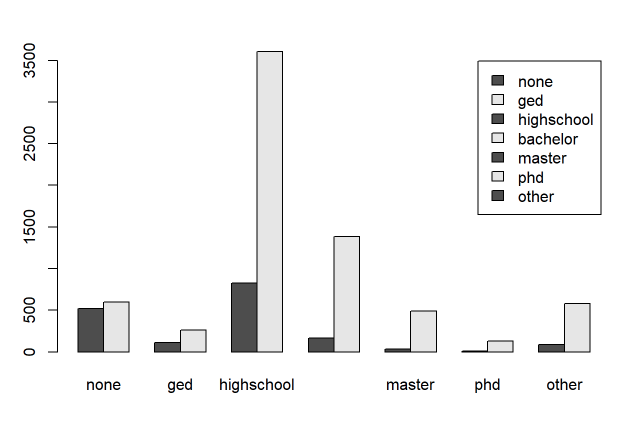 3500
2500
1500
500
0
none
ged
highschool
bachelor
master
phd
other
none ged highschool master phd other